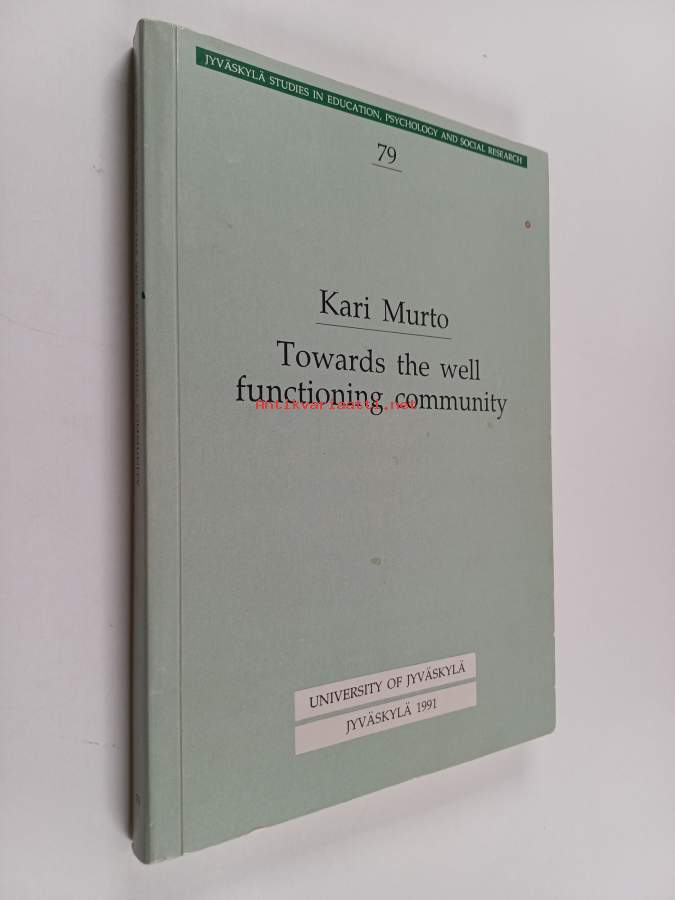 JYVÄSKYLÄ STUDIES IN EDUCATION, PSYCHOLOGY AND SOCIAL RESEARCH
79
Kari Murto
Towards the well
functioning community
Antikvariaatti.net
UNIVERSITY OF JYVÄSKYLÄ
JYVÄSKYLÄ 1991